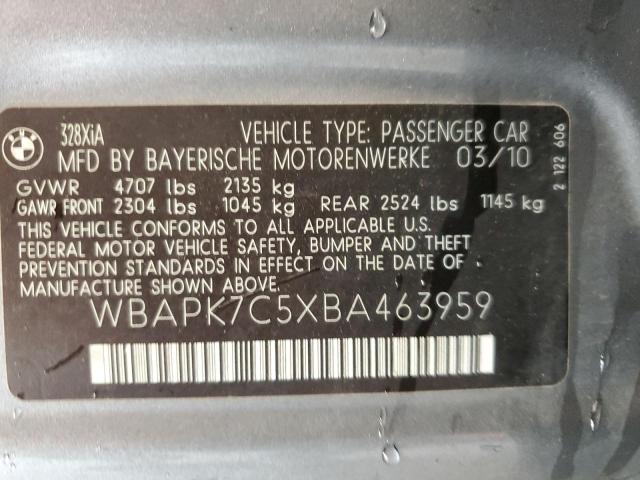 BMW
328XiA VEHICLE TYPE: PASSENGER CAR
MFD BY BAYERISCHE MOTORENWERKE 03/10
GVWR 4707 lbs 2135 kg
GAWR FRONT 2304 lbs 1045 kg REAR 2524 lbs 1145 kg
THIS VEHICLE CONFORMS TO ALL APPLICABLE U.S.
FEDERAL MOTOR VEHICLE SAFETY, BUMPER AND THEFT
PREVENTION STANDARDS IN EFFECT ON THE DATE
OF MANUFACTURE SHOWN ABOVE.
WBAPK7C5XBA463959
2 122 606